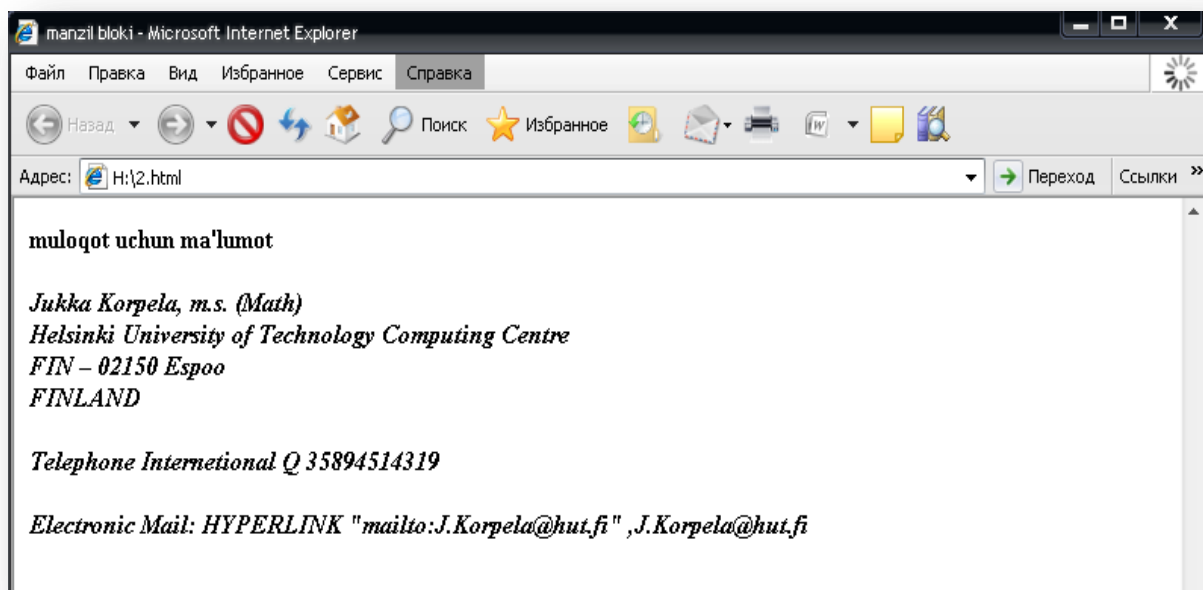 manzil bloki - Microsoft Internet Explorer
Файл Правка Вид Избранное Сервис Справка
Назад Поиск Избранное
Адрес: H:\2.html Переход Ссылки »
muloqot uchun ma'lumot
Jukka Korpela, m.s. (Math)
Helsinki University of Technology Computing Centre
FIN – 02150 Espoo
FINLAND
Telephone Internetional Q 35894514319
Electronic Mail: HYPERLINK "mailto:J.Korpela@hut.fi" ,J.Korpela@hut.fi